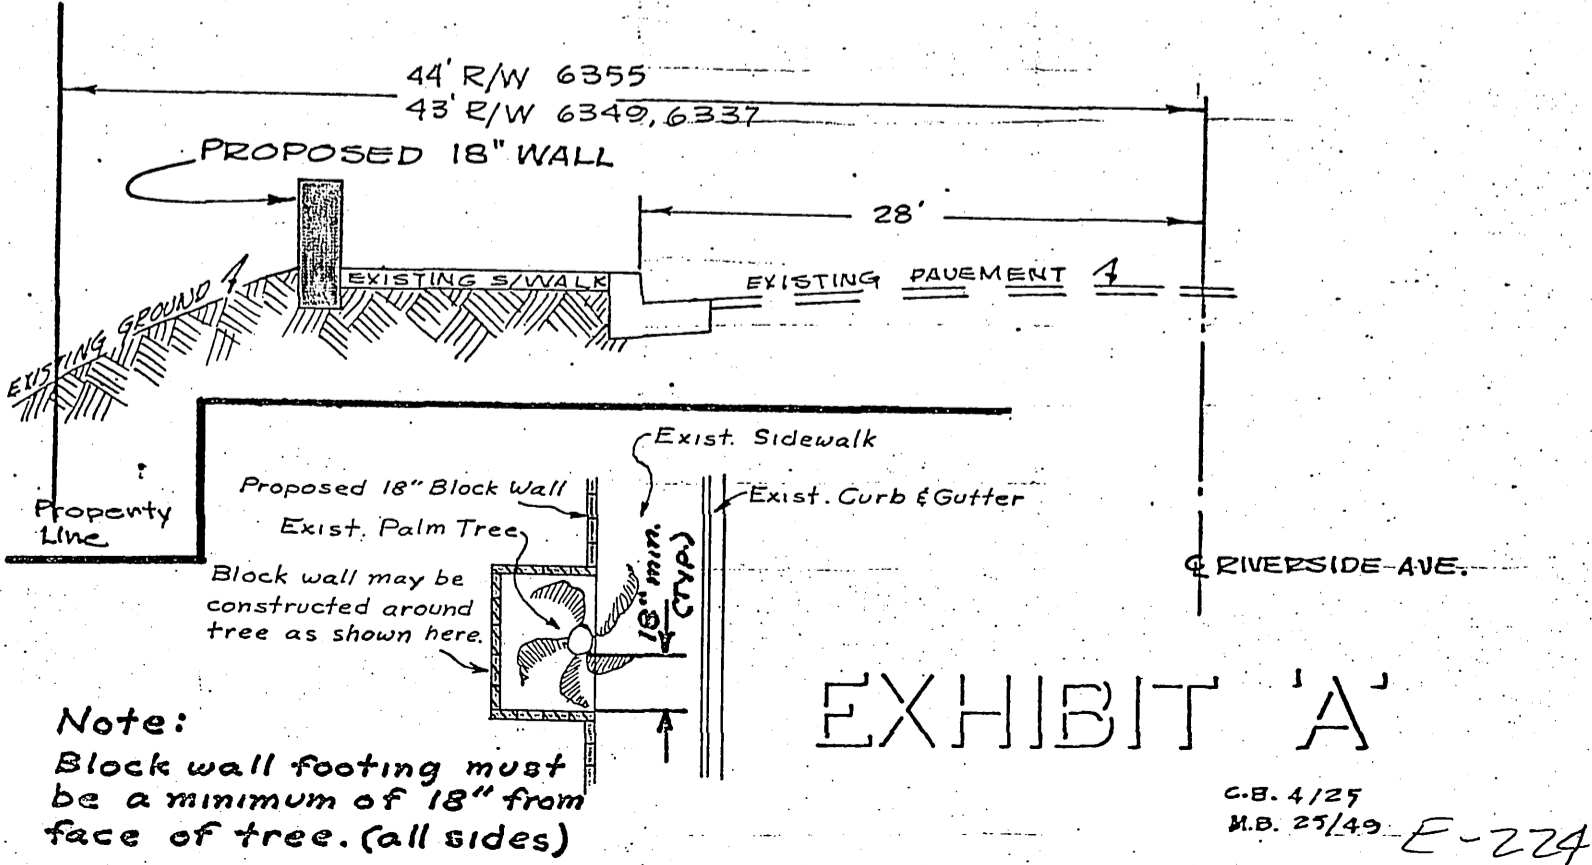 44' R/W 6355
43' R/W 6349, 6337
PROPOSED 18" WALL
28'
EXISTING GROUND
EXISTING S/WALK
EXISTING PAVEMENT
Property
Line
Exist. Sidewalk
Proposed 18" Block Wall
Exist. Curb & Gutter
Exist. Palm Tree
18" min.
(Typ.)
Block wall may be
constructed around
tree as shown here.
℄ RIVERSIDE AVE.
Note:
Block wall footing must
be a minimum of 18" from
face of tree. (all sides)
EXHIBIT 'A'
C.B. 4/25
M.B. 25/49
E-224